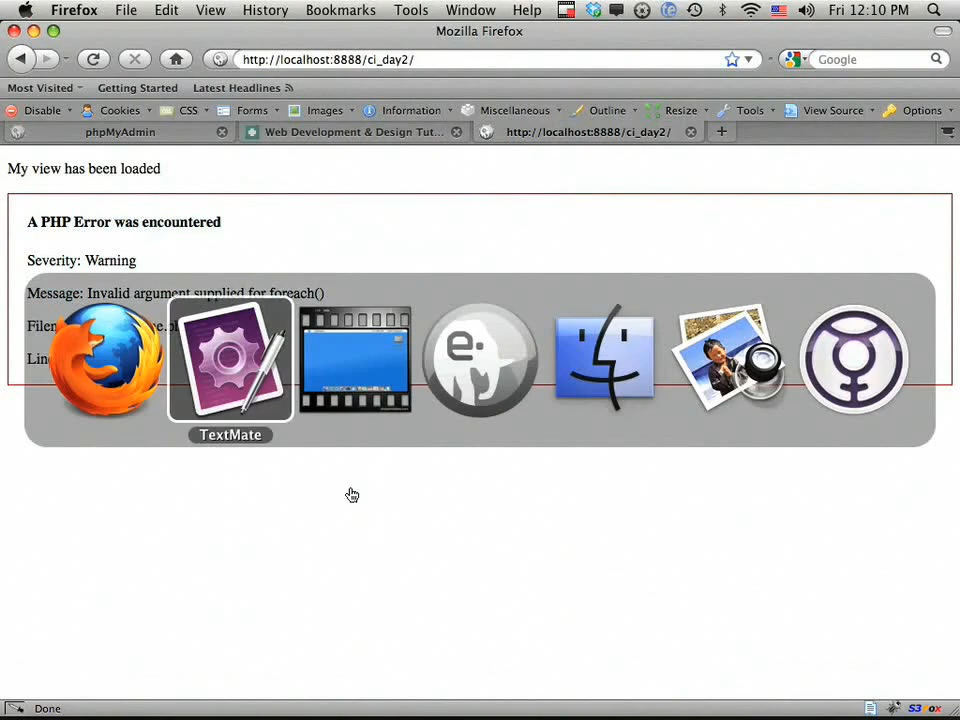 Firefox File Edit View History Bookmarks Tools Window Help Fri 12:10 PM
Mozilla Firefox
http://localhost:8888/ci_day2/ Google
Most Visited Getting Started Latest Headlines
Disable Cookies CSS Forms Images Information Miscellaneous Outline Resize Tools View Source Options
phpMyAdmin Web Development & Design Tut... http://localhost:8888/ci_day2/
My view has been loaded
A PHP Error was encountered
Severity: Warning
Message: Invalid argument supplied for foreach()
TextMate
Done S3Fox